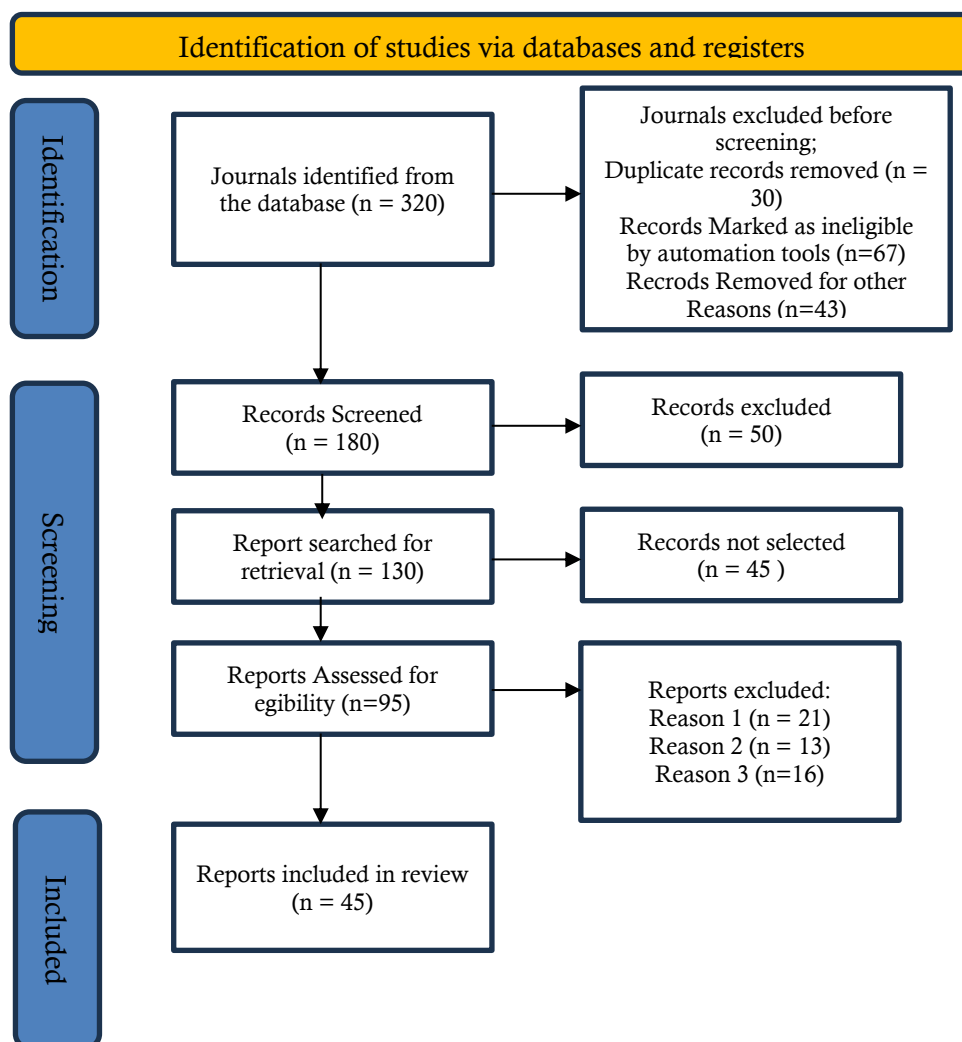 Identification of studies via databases and registers
Identification
Journals identified from
the database (n = 320)
Journals excluded before
screening;
Duplicate records removed (n =
30)
Records Marked as ineligible
by automation tools (n=67)
Recrods Removed for other
Reasons (n=43)
Screening
Records Screened
(n = 180)
Records excluded
(n = 50)
Report searched for
retrieval (n = 130)
Records not selected
(n = 45 )
Reports Assessed for
egibility (n=95)
Reports excluded:
Reason 1 (n = 21)
Reason 2 (n = 13)
Reason 3 (n=16)
Included
Reports included in review
(n = 45)